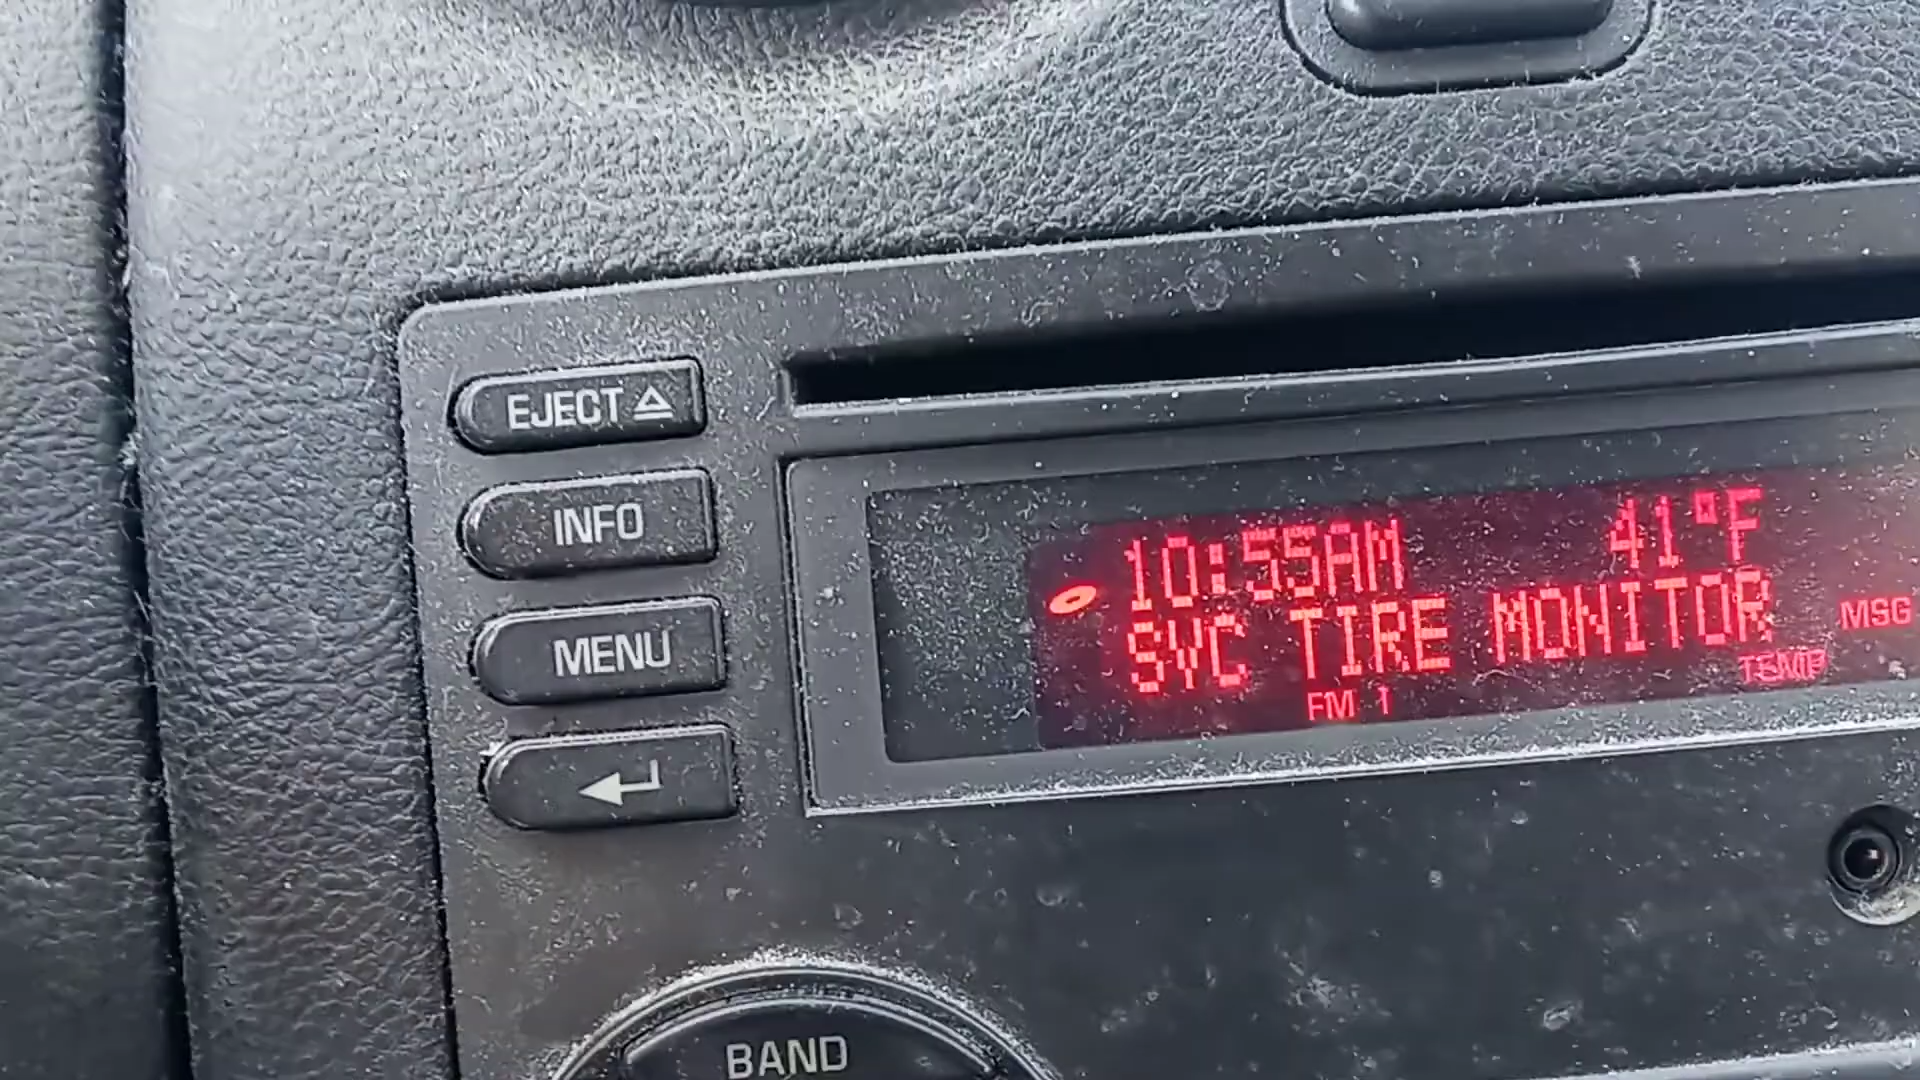 EJECT
INFO
10:55AM 41°F
SVC TIRE MONITOR
MSG
MENU
TEMP
FM 1
BAND